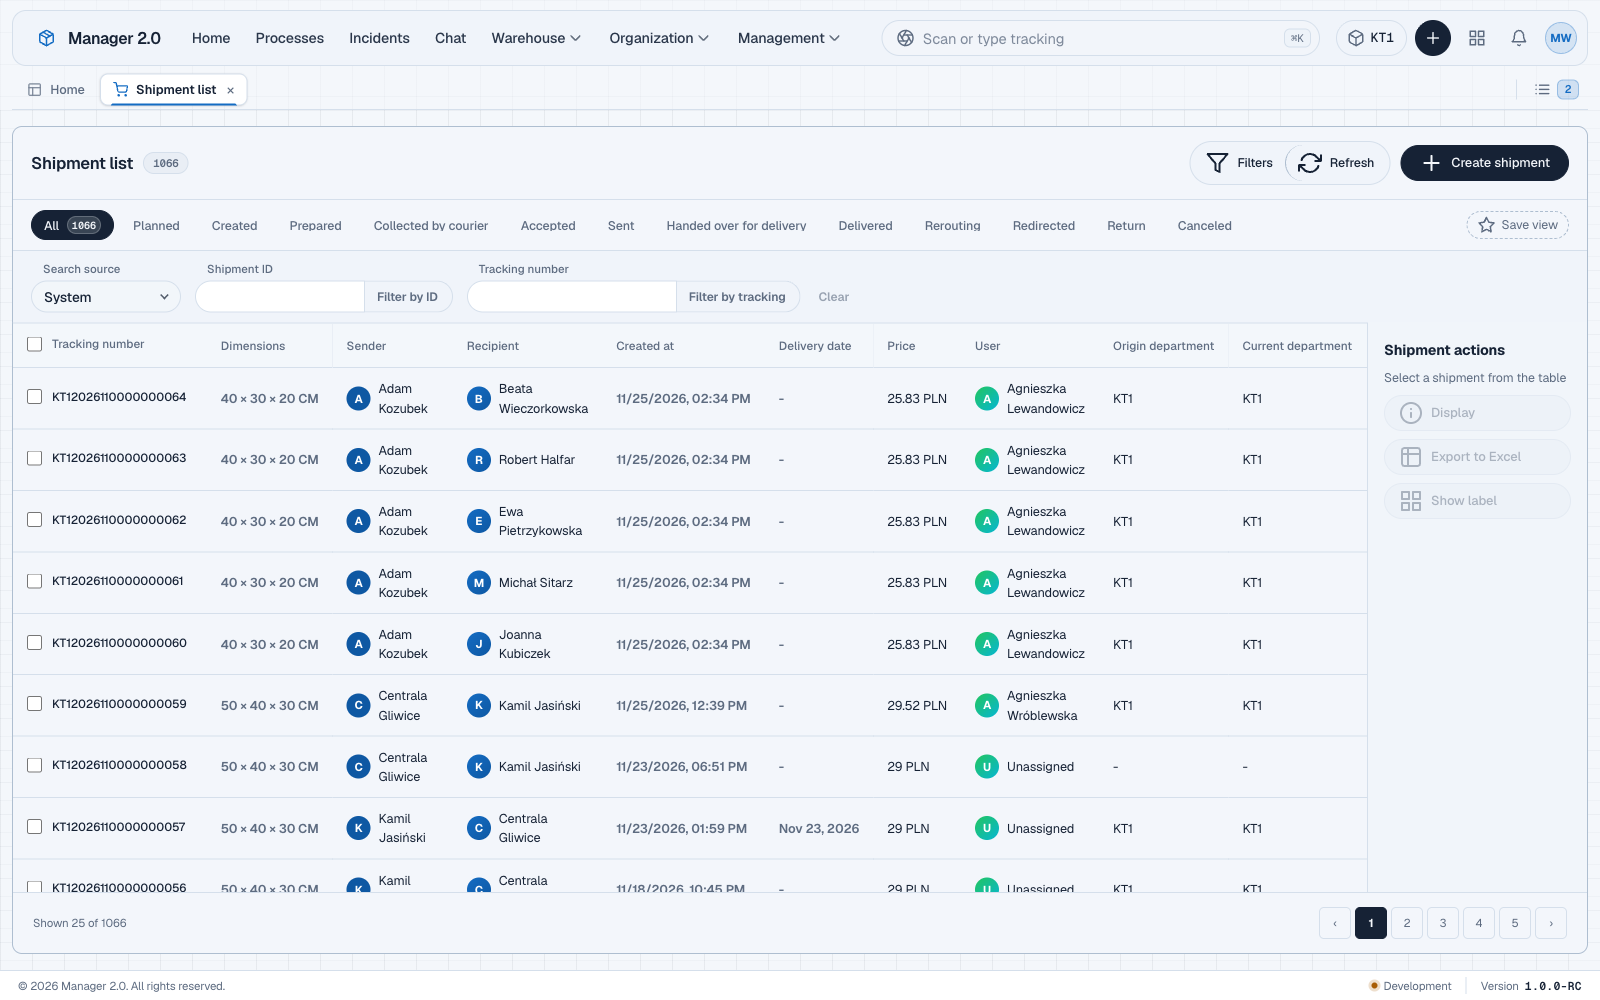 Manager 2.0 Home Processes Incidents Chat Warehouse Organization Management Scan or type tracking ⌘K KT1 MW
Home Shipment list × 2
Shipment list 1066 Filters Refresh Create shipment
All 1066 Planned Created Prepared Collected by courier Accepted Sent Handed over for delivery Delivered Rerouting Redirected Return Canceled Save view
Search source Shipment ID Tracking number
System Filter by ID Filter by tracking Clear
Tracking number Dimensions Sender Recipient Created at Delivery date Price User Origin department Current department
Shipment actions
Select a shipment from the table
Display
Export to Excel
Show label
KT12026110000000064 40 × 30 × 20 CM A Adam Kozubek B Beata Wieczorkowska 11/25/2026, 02:34 PM - 25.83 PLN A Agnieszka Lewandowicz KT1 KT1
KT12026110000000063 40 × 30 × 20 CM A Adam Kozubek R Robert Halfar 11/25/2026, 02:34 PM - 25.83 PLN A Agnieszka Lewandowicz KT1 KT1
KT12026110000000062 40 × 30 × 20 CM A Adam Kozubek E Ewa Pietrzykowska 11/25/2026, 02:34 PM - 25.83 PLN A Agnieszka Lewandowicz KT1 KT1
KT12026110000000061 40 × 30 × 20 CM A Adam Kozubek M Michał Sitarz 11/25/2026, 02:34 PM - 25.83 PLN A Agnieszka Lewandowicz KT1 KT1
KT12026110000000060 40 × 30 × 20 CM A Adam Kozubek J Joanna Kubiczek 11/25/2026, 02:34 PM - 25.83 PLN A Agnieszka Lewandowicz KT1 KT1
KT12026110000000059 50 × 40 × 30 CM C Centrala Gliwice K Kamil Jasiński 11/25/2026, 12:39 PM - 29.52 PLN A Agnieszka Wróblewska KT1 KT1
KT12026110000000058 50 × 40 × 30 CM C Centrala Gliwice K Kamil Jasiński 11/23/2026, 06:51 PM - 29 PLN U Unassigned - -
KT12026110000000057 50 × 40 × 30 CM K Kamil Jasiński C Centrala Gliwice 11/23/2026, 01:59 PM Nov 23, 2026 29 PLN U Unassigned KT1 KT1
KT12026110000000056 50 × 40 × 30 CM K Kamil C Centrala 11/18/2026, 10:45 PM - 29 PLN U Unassigned KT1 KT1
Shown 25 of 1066 ‹ 1 2 3 4 5 ›
© 2026 Manager 2.0. All rights reserved. Development Version 1.0.0-RC